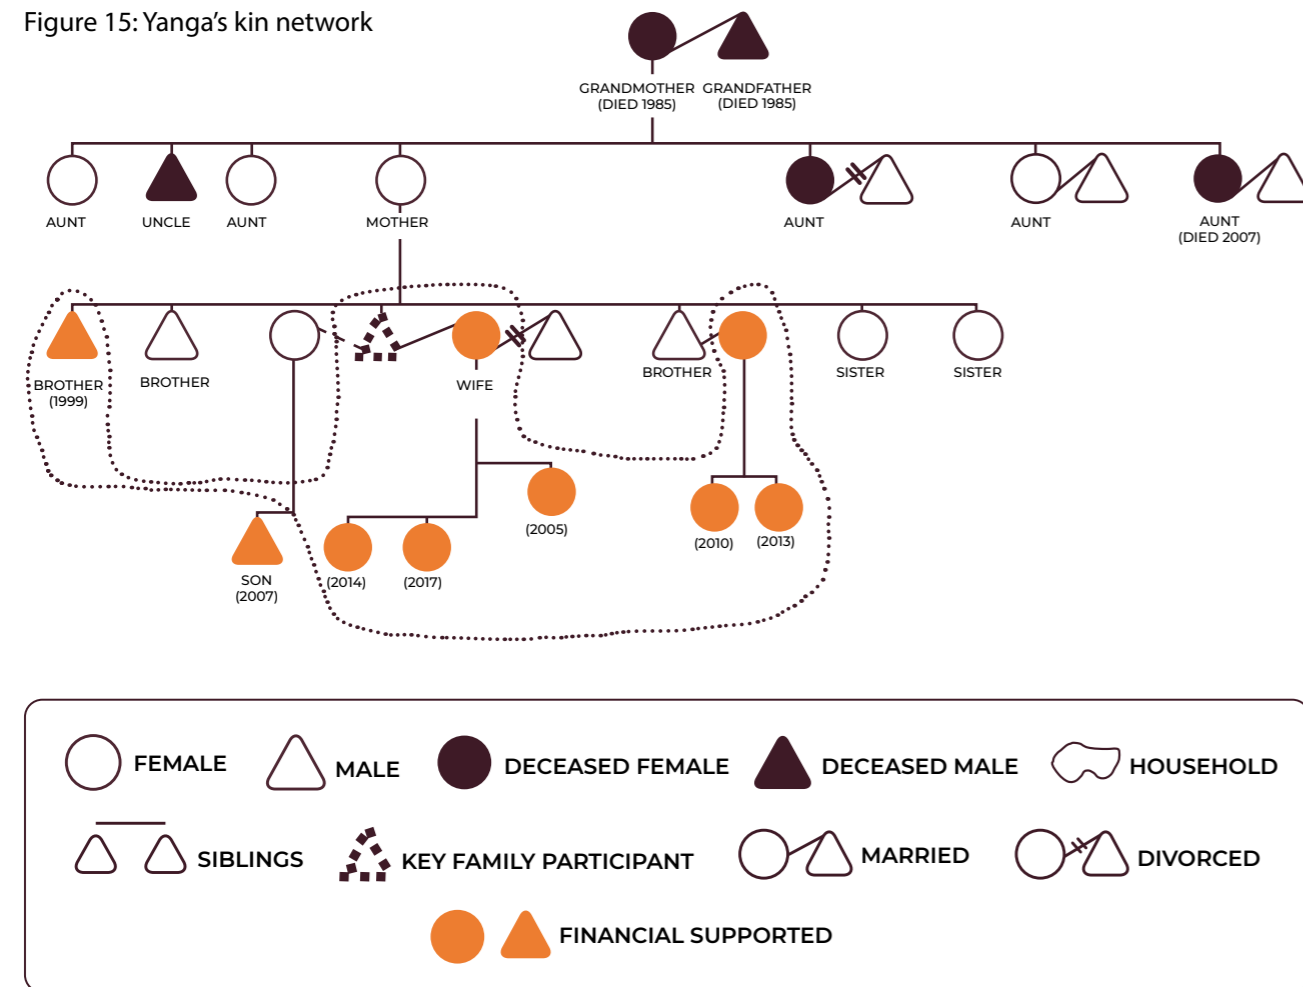 Figure 15: Yanga's kin network
GRANDMOTHER
(DIED 1985)
GRANDFATHER
(DIED 1985)
AUNT
UNCLE
AUNT
MOTHER
AUNT
AUNT
AUNT
(DIED 2007)
BROTHER
(1999)
BROTHER
WIFE
BROTHER
SISTER
SISTER
(2005)
(2010)
(2013)
SON
(2007)
(2014)
(2017)
FEMALE
MALE
DECEASED FEMALE
DECEASED MALE
HOUSEHOLD
SIBLINGS
KEY FAMILY PARTICIPANT
MARRIED
DIVORCED
FINANCIAL SUPPORTED